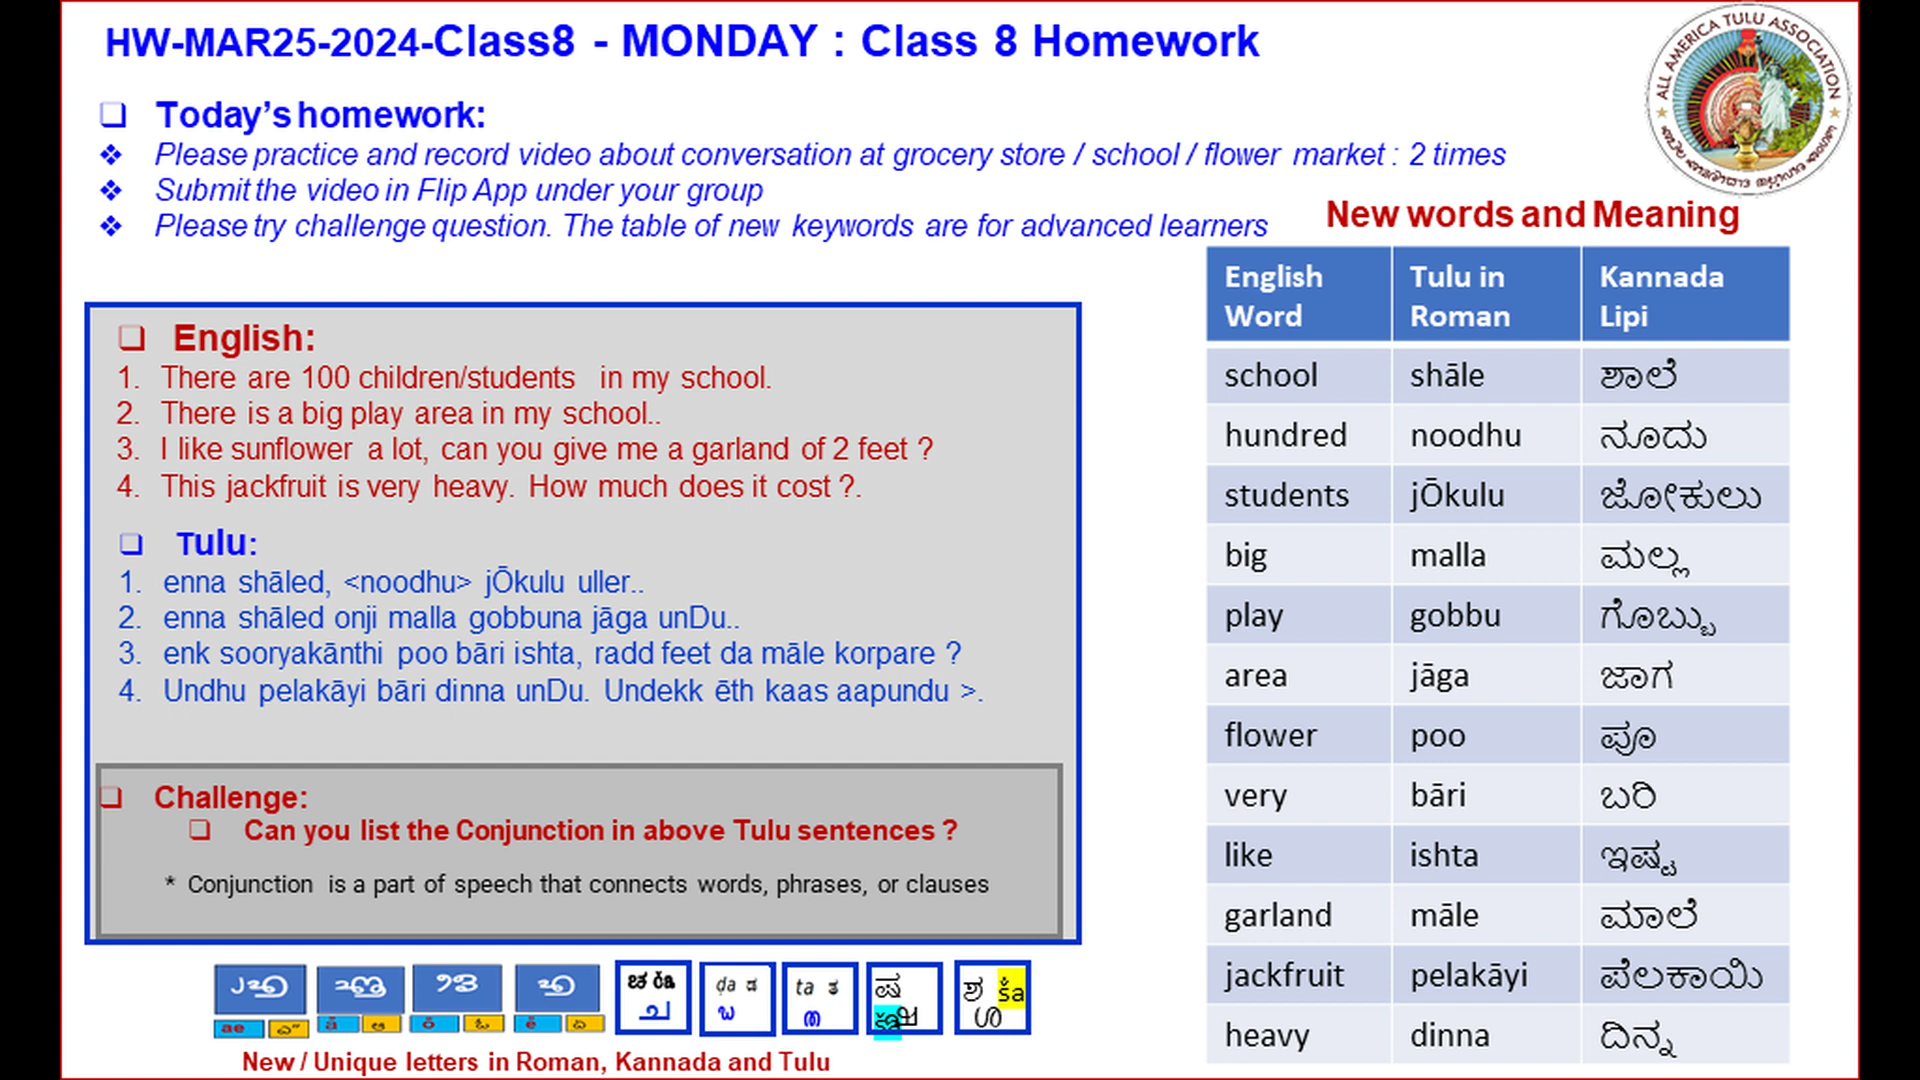 HW-MAR25-2024-Class8 - MONDAY : Class 8 Homework
ALL AMERICA TULU ASSOCIATION
❑ Today's homework:
❖ Please practice and record video about conversation at grocery store / school / flower market : 2 times
❖ Submit the video in Flip App under your group
❖ Please try challenge question. The table of new keywords are for advanced learners
❑ English:
1. There are 100 children/students in my school.
2. There is a big play area in my school..
3. I like sunflower a lot, can you give me a garland of 2 feet ?
4. This jackfruit is very heavy. How much does it cost ?.
❑ Tulu:
1. enna shāled, <noodhu> jŌkulu uller..
2. enna shāled onji malla gobbuna jāga unDu..
3. enk sooryakānthi poo bāri ishta, radd feet da māle korpare ?
4. Undhu pelakāyi bāri dinna unDu. Undekk ēth kaas aapundu >.
❑ Challenge:
❑ Can you list the Conjunction in above Tulu sentences ?
* Conjunction is a part of speech that connects words, phrases, or clauses
New words and Meaning
English Word Tulu in Roman Kannada Lipi
school shāle ಶಾಲೆ
hundred noodhu ನೂದು
students jŌkulu ಜೋಕುಲು
big malla ಮಲ್ಲ
play gobbu ಗೊಬ್ಬು
area jāga ಜಾಗ
flower poo ಪೂ
very bāri ಬರಿ
like ishta ಇಷ್ಟ
garland māle ಮಾಲೆ
jackfruit pelakāyi ಪೆಲಕಾಯಿ
heavy dinna ದಿನ್ನ
ಚ ča
ḍa ಡ
ta ತ
ಷ
ಶ śa
ae
New / Unique letters in Roman, Kannada and Tulu